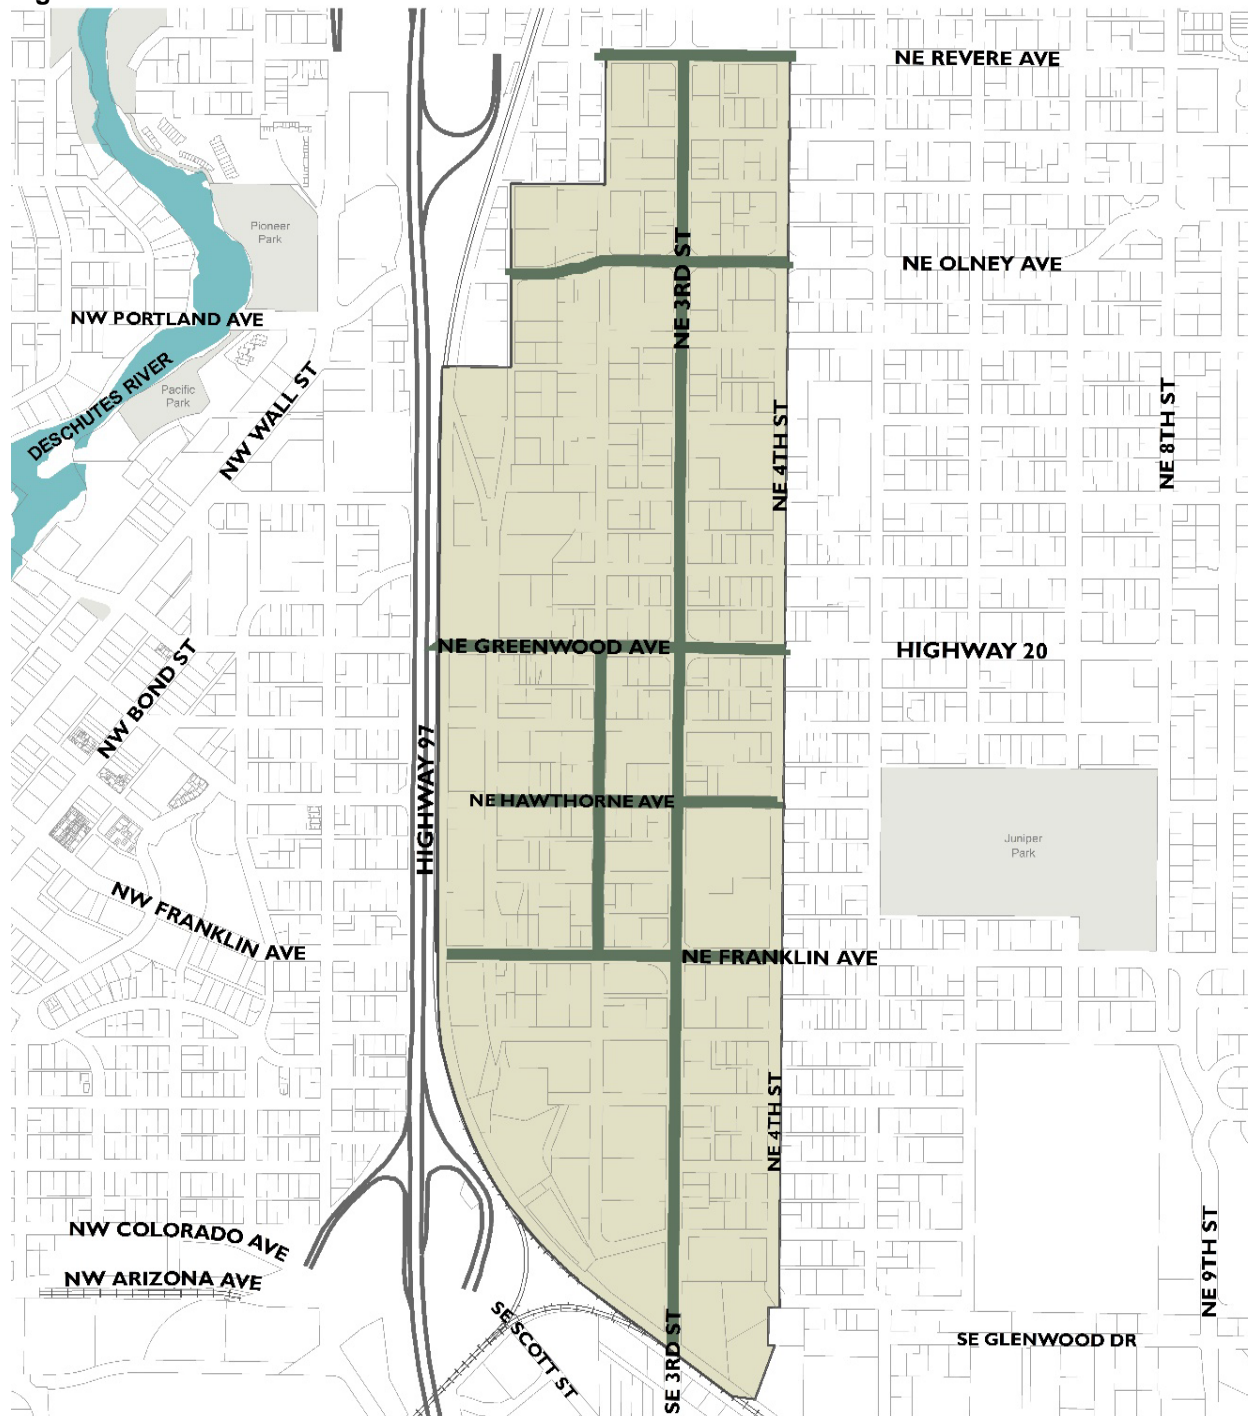 NE REVERE AVE
Pioneer
Park
NE 3RD ST
NE OLNEY AVE
NW PORTLAND AVE
DESCHUTES RIVER
Pacific
Park
NW WALL ST
NE 4TH ST
NE 8TH ST
NE GREENWOOD AVE
HIGHWAY 20
NW BOND ST
HIGHWAY 97
NE HAWTHORNE AVE
Juniper
Park
NW FRANKLIN AVE
NE FRANKLIN AVE
NE 4TH ST
NW COLORADO AVE
NW ARIZONA AVE
NE 9TH ST
SE SCOTT ST
SE 3RD ST
SE GLENWOOD DR